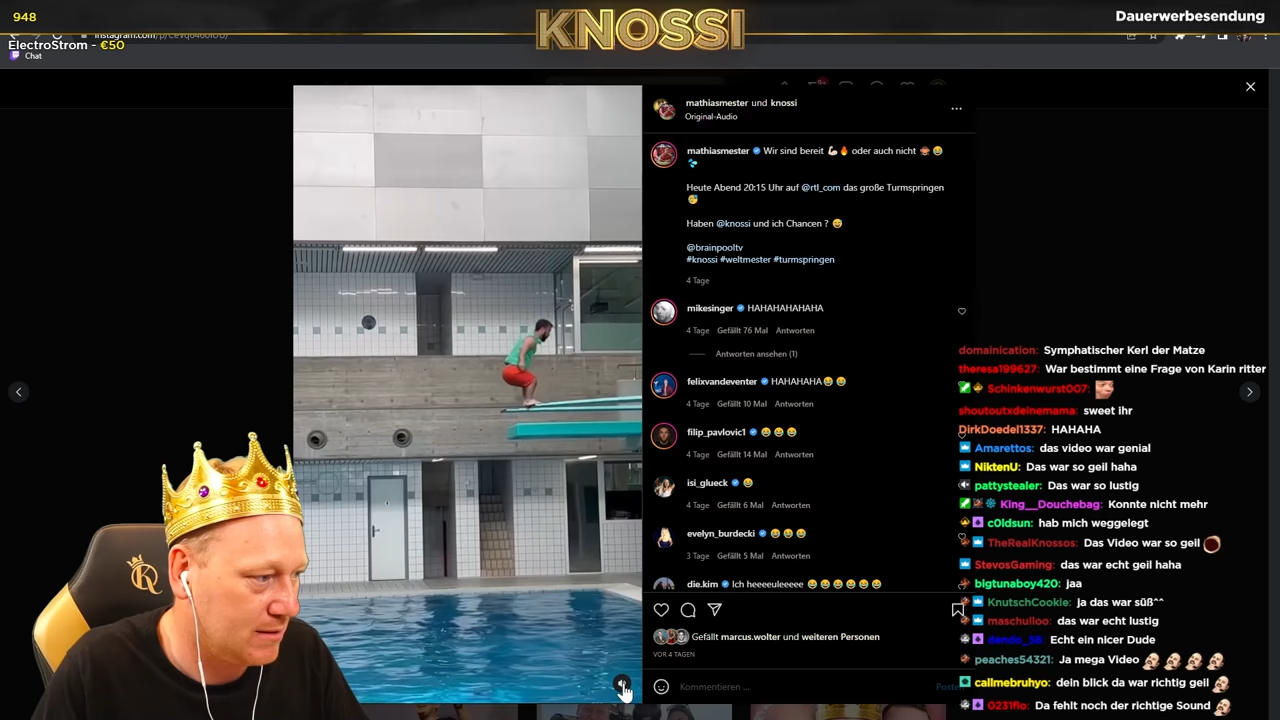 948
KNOSSI
Dauerwerbesendung
ElectroStrom - €50
Chat
mathiasmester und knossi
Original-Audio
mathiasmester Wir sind bereit 💪🔥 oder auch nicht 🙈😂
💦
Heute Abend 20:15 Uhr auf @rtl_com das große Turmspringen
😅
Haben @knossi und ich Chancen ? 😅
@brainpooltv
#knossi #weltmester #turmspringen
4 Tage
mikesinger HAHAHAHAHAHA
4 Tage Gefällt 76 Mal Antworten
Antworten ansehen (1)
felixvandeventer HAHAHAHA😂😂
4 Tage Gefällt 10 Mal Antworten
filip_pavlovic1 😂😂😂
4 Tage Gefällt 14 Mal Antworten
isi_glueck 😂
4 Tage Gefällt 6 Mal Antworten
evelyn_burdecki 😂😂😂
3 Tage Gefällt 5 Mal Antworten
die.kim Ich heeeeuleeeee 😂😂😂😂😂😂
Gefällt marcus.wolter und weiteren Personen
VOR 4 TAGEN
Kommentieren ...
Posten
domainication: Symphatischer Kerl der Matze
theresa199627: War bestimmt eine Frage von Karin ritter
Schinkenwurst007:
shoutoutxdeinemama: sweet ihr
DirkDoedel1337: HAHAHA
Amarettos: das video war genial
NiktenU: Das war so geil haha
pattystealer: Das war so lustig
King__Douchebag: Konnte nicht mehr
c0ldsun: hab mich weggelegt
TheRealKnossos: Das Video war so geil
StevosGaming: das war echt geil haha
bigtunaboy420: jaa
KnutschCookie: ja das war süß^^
maschulloo: das war echt lustig
dendo_58: Echt ein nicer Dude
peaches54321: Ja mega Video
callmebruhyo: dein blick da war richtig geil
0231flo: Da fehlt noch der richtige Sound